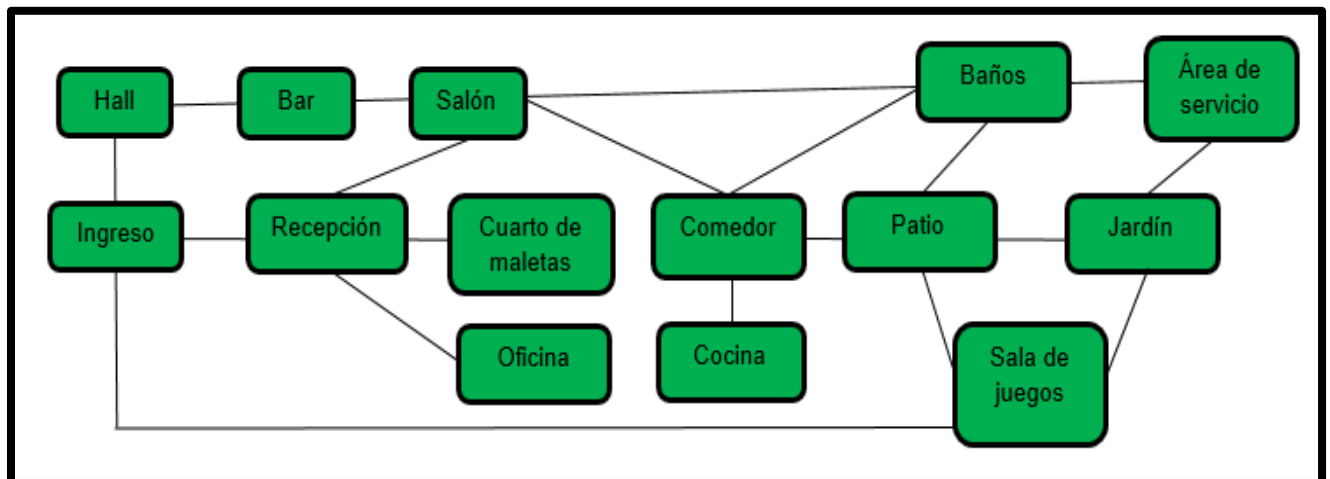 Hall
Bar
Salón
Baños
Área de
servicio
Ingreso
Recepción
Cuarto de
maletas
Comedor
Patio
Jardín
Oficina
Cocina
Sala de
juegos